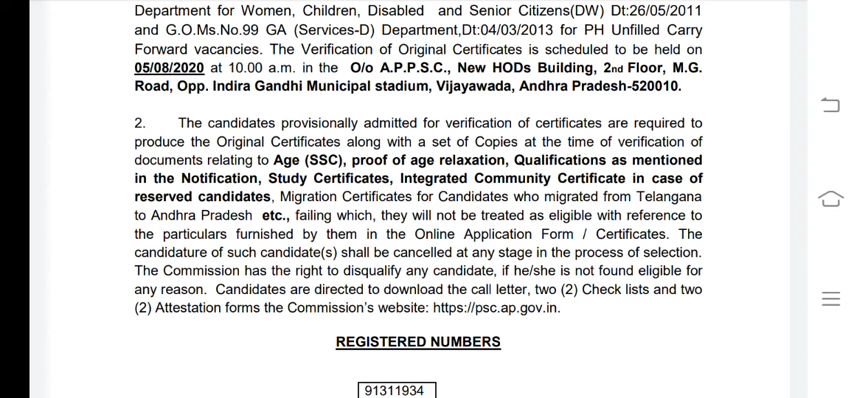 Department for Women, Children, Disabled and Senior Citizens(DW) Dt:26/05/2011
and G.O.Ms.No.99 GA (Services-D) Department,Dt:04/03/2013 for PH Unfilled Carry
Forward vacancies. The Verification of Original Certificates is scheduled to be held on
05/08/2020 at 10.00 a.m. in the O/o A.P.P.S.C., New HODs Building, 2nd Floor, M.G.
Road, Opp. Indira Gandhi Municipal stadium, Vijayawada, Andhra Pradesh-520010.
2. The candidates provisionally admitted for verification of certificates are required to
produce the Original Certificates along with a set of Copies at the time of verification of
documents relating to Age (SSC), proof of age relaxation, Qualifications as mentioned
in the Notification, Study Certificates, Integrated Community Certificate in case of
reserved candidates, Migration Certificates for Candidates who migrated from Telangana
to Andhra Pradesh etc., failing which, they will not be treated as eligible with reference to
the particulars furnished by them in the Online Application Form / Certificates. The
candidature of such candidate(s) shall be cancelled at any stage in the process of selection.
The Commission has the right to disqualify any candidate, if he/she is not found eligible for
any reason. Candidates are directed to download the call letter, two (2) Check lists and two
(2) Attestation forms the Commission's website: https://psc.ap.gov.in.
REGISTERED NUMBERS
91311934